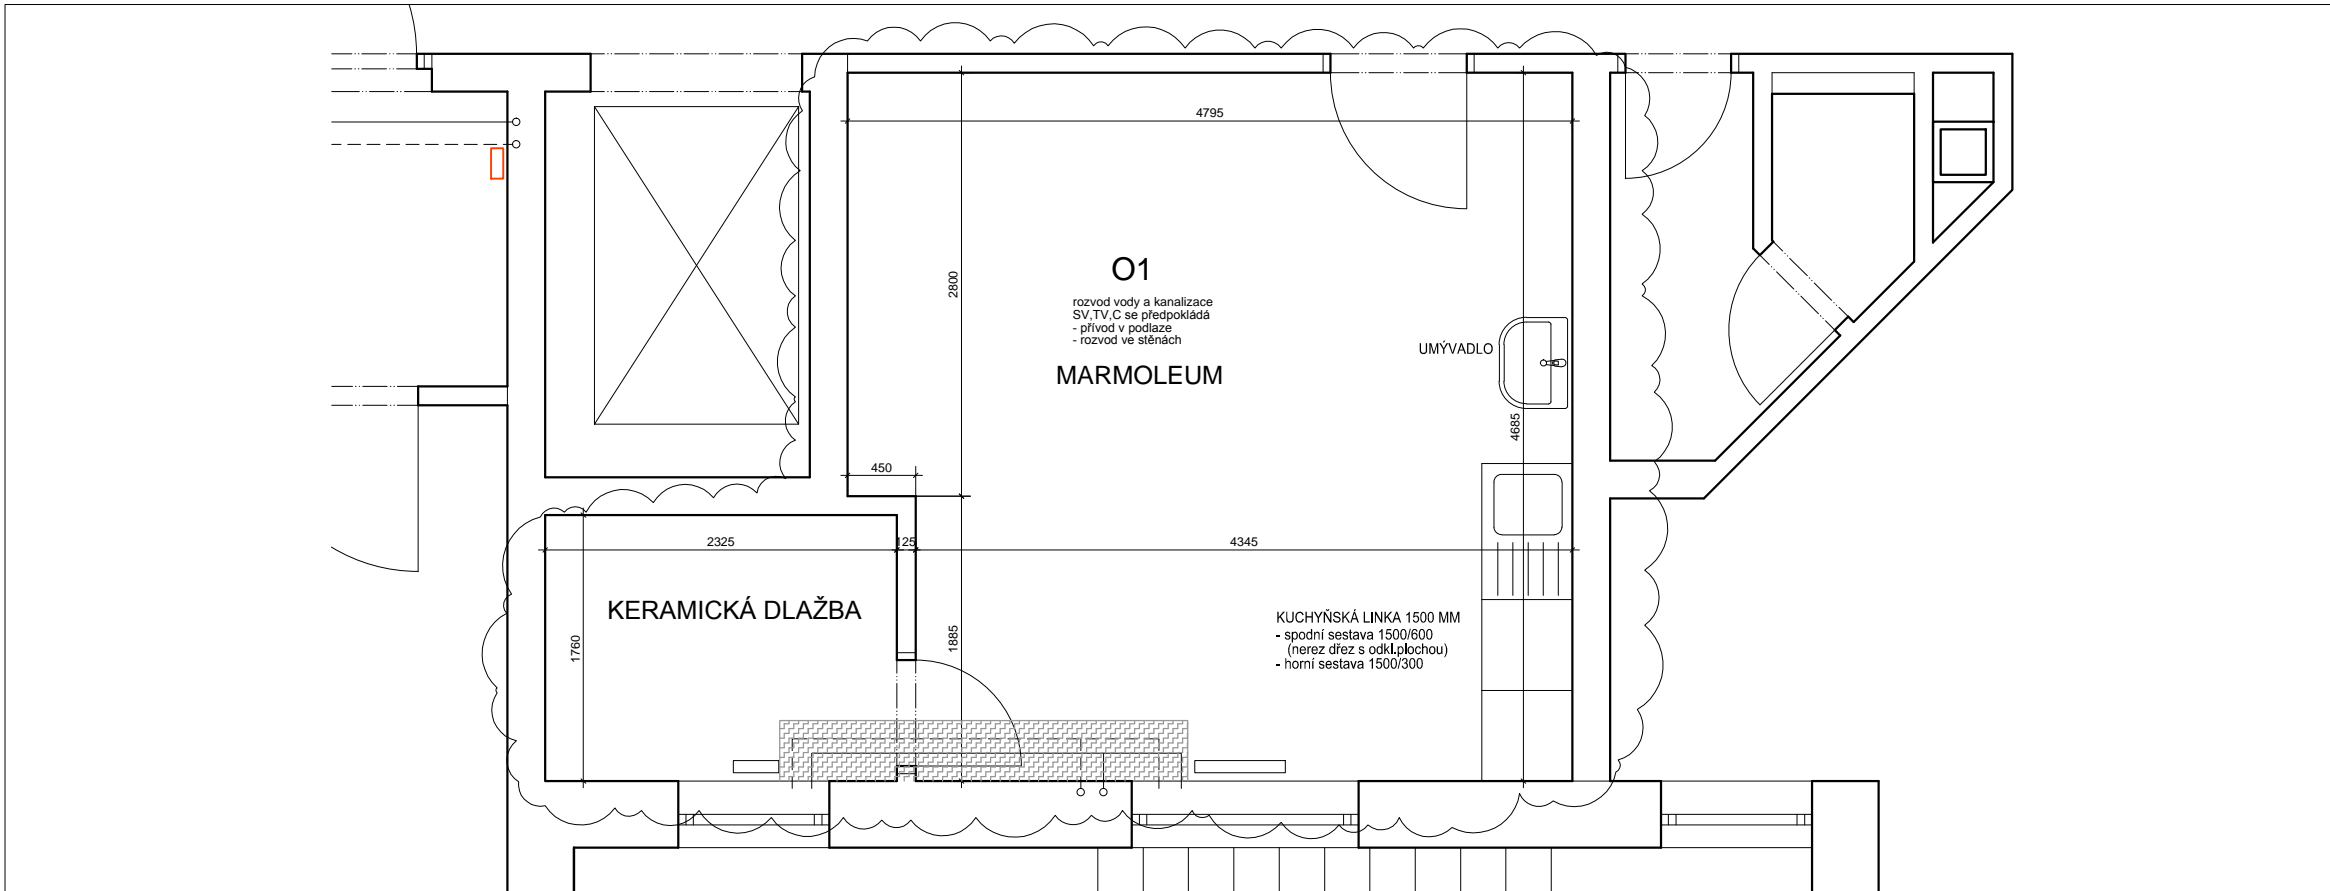 4795
O1
rozvod vody a kanalizace
SV,TV,C se předpokládá
- přívod v podlaze
- rozvod ve stěnách
MARMOLEUM
2800
UMÝVADLO
4685
450
2325
125
4345
KERAMICKÁ DLAŽBA
1760
1885
KUCHYŇSKÁ LINKA 1500 MM
- spodní sestava 1500/600
(nerez dřez s odkl.plochou)
- horní sestava 1500/300